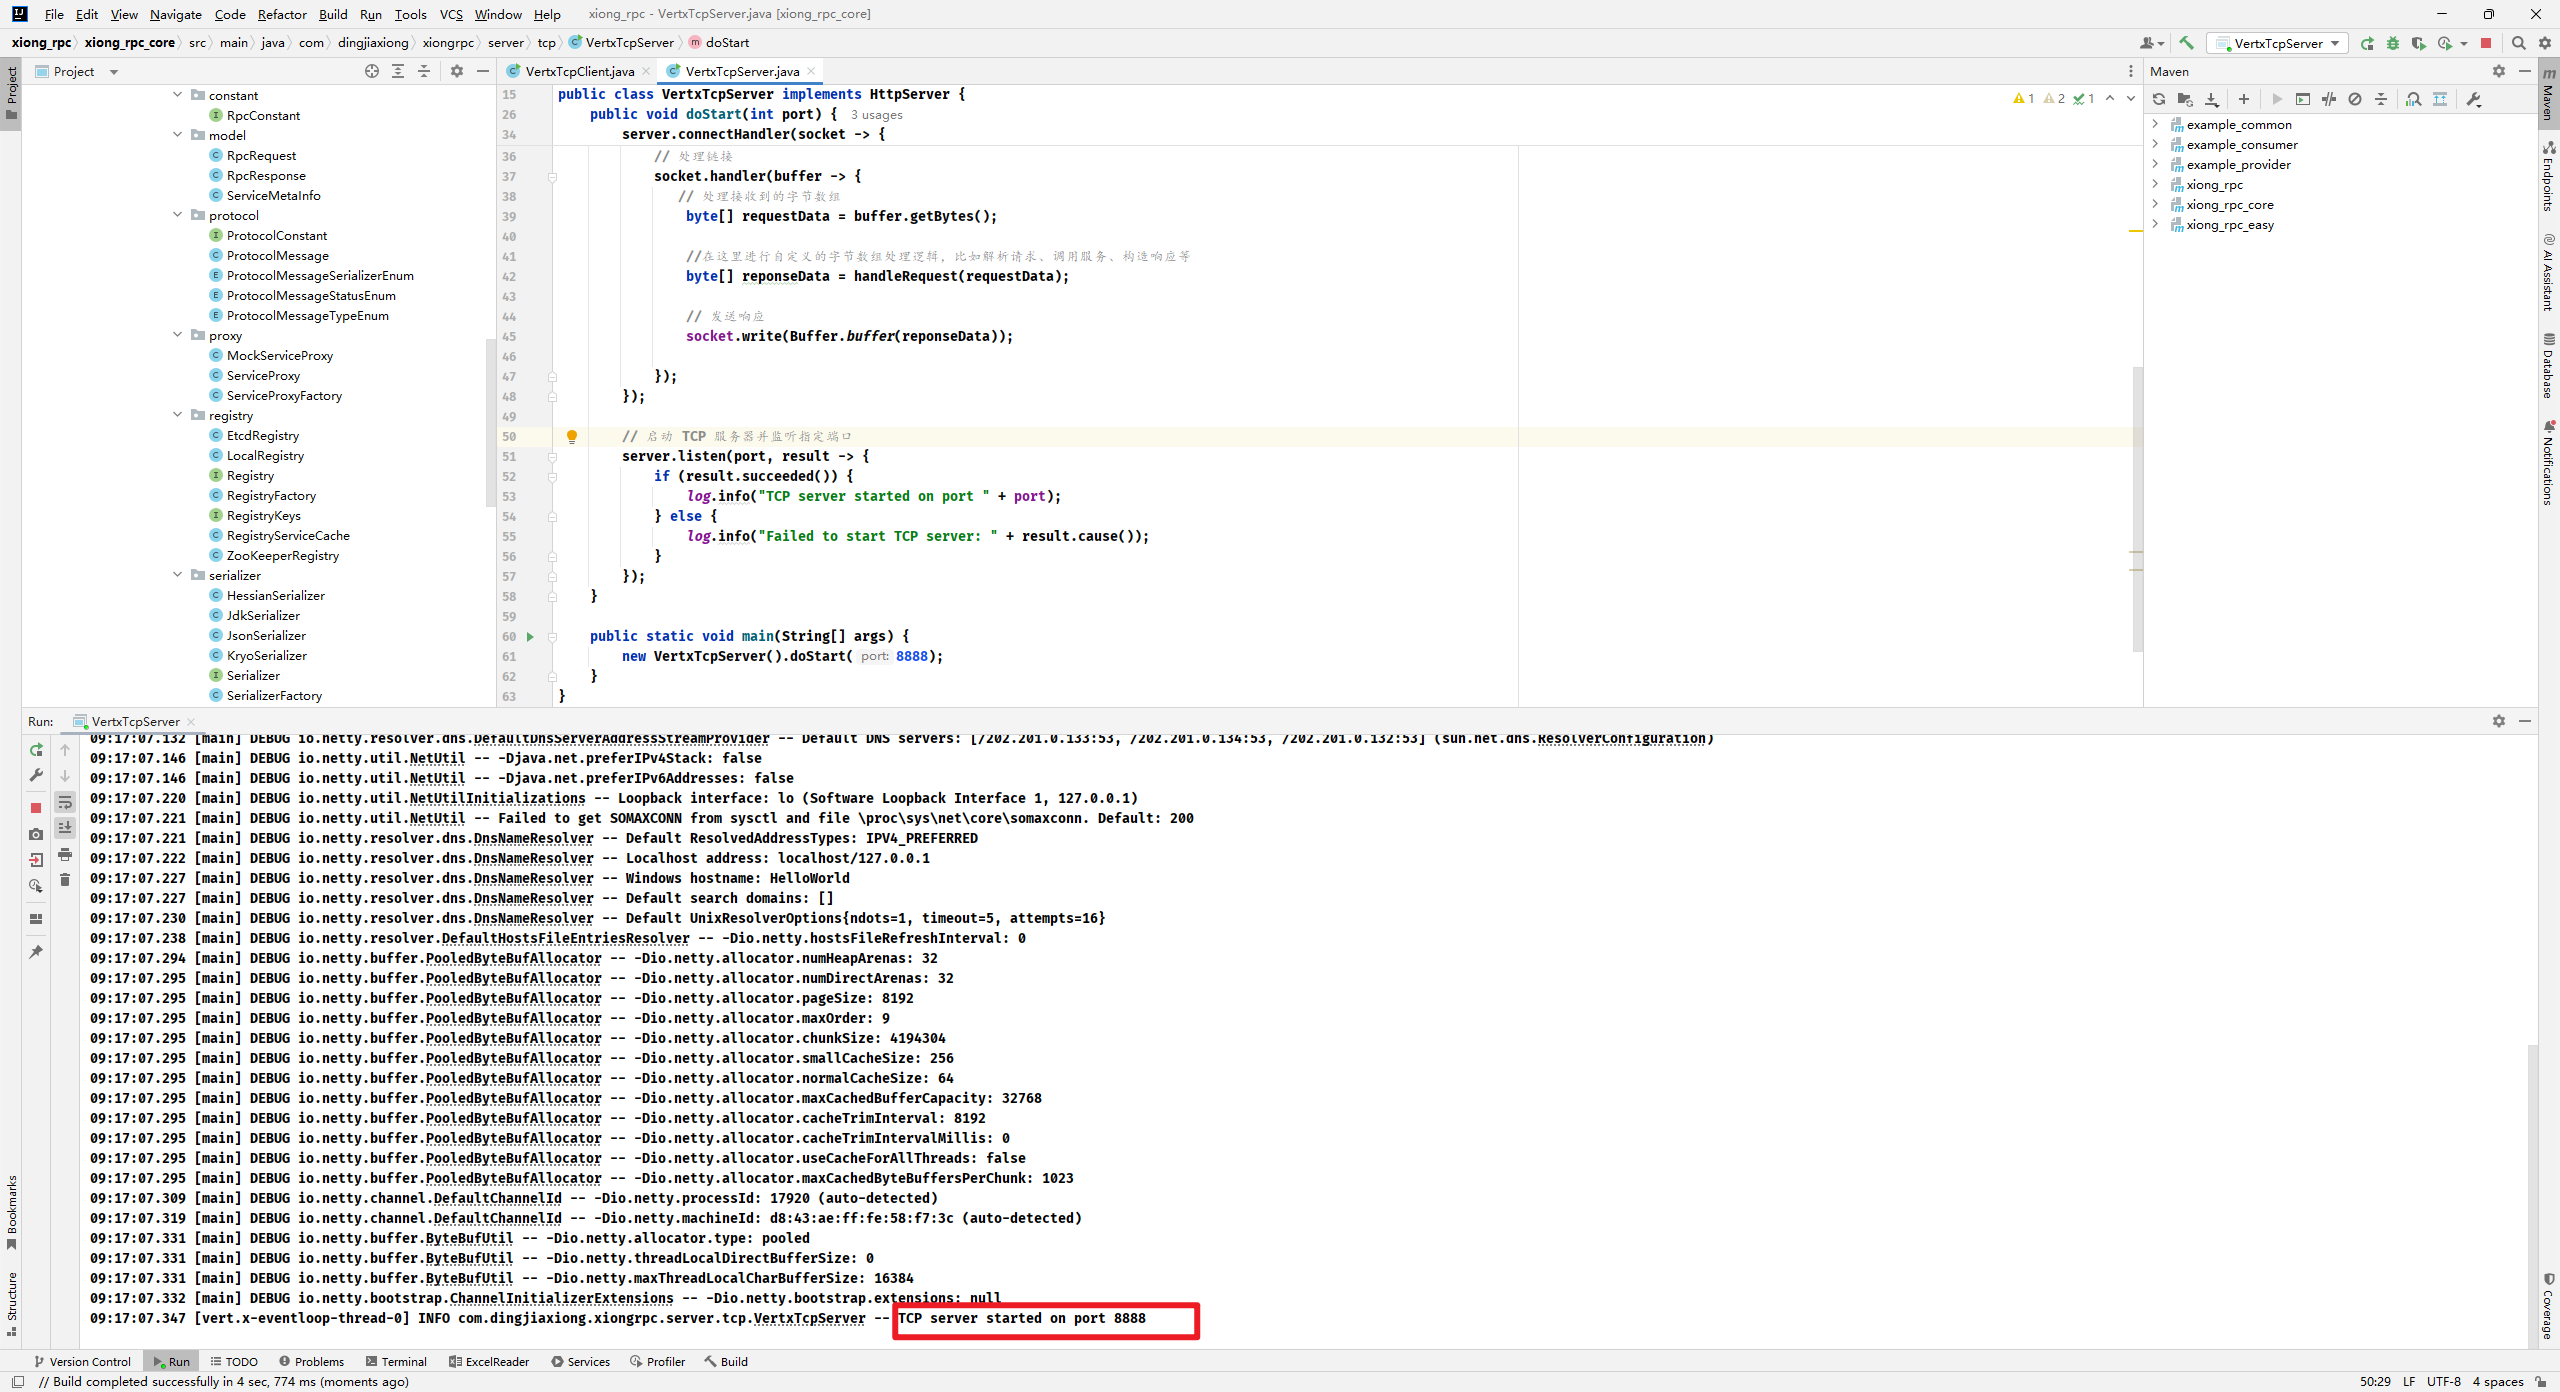 File Edit View Navigate Code Refactor Build Run Tools VCS Window Help xiong_rpc - VertxTcpServer.java [xiong_rpc_core]
xiong_rpc xiong_rpc_core src main java com dingjiaxiong xiongrpc server tcp VertxTcpServer doStart
VertxTcpServer
Project
VertxTcpClient.java VertxTcpServer.java
Maven
constant
RpcConstant
model
RpcRequest
RpcResponse
ServiceMetaInfo
protocol
ProtocolConstant
ProtocolMessage
ProtocolMessageSerializerEnum
ProtocolMessageStatusEnum
ProtocolMessageTypeEnum
proxy
MockServiceProxy
ServiceProxy
ServiceProxyFactory
registry
EtcdRegistry
LocalRegistry
Registry
RegistryFactory
RegistryKeys
RegistryServiceCache
ZooKeeperRegistry
serializer
HessianSerializer
JdkSerializer
JsonSerializer
KryoSerializer
Serializer
SerializerFactory
15 public class VertxTcpServer implements HttpServer {
1 2 1
26 public void doStart(int port) { 3 usages
34 server.connectHandler(socket -> {
36 // 处理链接
37 socket.handler(buffer -> {
38 // 处理接收到的字节数组
39 byte[] requestData = buffer.getBytes();
40
41 //在这里进行自定义的字节数组处理逻辑，比如解析请求、调用服务、构造响应等
42 byte[] reponseData = handleRequest(requestData);
43
44 // 发送响应
45 socket.write(Buffer.buffer(reponseData));
46
47 });
48 });
49
50 // 启动 TCP 服务器并监听指定端口
51 server.listen(port, result -> {
52 if (result.succeeded()) {
53 log.info("TCP server started on port " + port);
54 } else {
55 log.info("Failed to start TCP server: " + result.cause());
56 }
57 });
58 }
59
60 public static void main(String[] args) {
61 new VertxTcpServer().doStart( port: 8888);
62 }
63 }
example_common
example_consumer
example_provider
xiong_rpc
xiong_rpc_core
xiong_rpc_easy
Project
Bookmarks
Structure
Maven
Endpoints
AI Assistant
Database
Notifications
Coverage
Run: VertxTcpServer
09:17:07.132 [main] DEBUG io.netty.resolver.dns.DefaultDnsServerAddressStreamProvider -- Default DNS servers: [/202.201.0.133:53, /202.201.0.134:53, /202.201.0.132:53] (sun.net.dns.ResolverConfiguration)
09:17:07.146 [main] DEBUG io.netty.util.NetUtil -- -Djava.net.preferIPv4Stack: false
09:17:07.146 [main] DEBUG io.netty.util.NetUtil -- -Djava.net.preferIPv6Addresses: false
09:17:07.220 [main] DEBUG io.netty.util.NetUtilInitializations -- Loopback interface: lo (Software Loopback Interface 1, 127.0.0.1)
09:17:07.221 [main] DEBUG io.netty.util.NetUtil -- Failed to get SOMAXCONN from sysctl and file \proc\sys\net\core\somaxconn. Default: 200
09:17:07.221 [main] DEBUG io.netty.resolver.dns.DnsNameResolver -- Default ResolvedAddressTypes: IPV4_PREFERRED
09:17:07.222 [main] DEBUG io.netty.resolver.dns.DnsNameResolver -- Localhost address: localhost/127.0.0.1
09:17:07.227 [main] DEBUG io.netty.resolver.dns.DnsNameResolver -- Windows hostname: HelloWorld
09:17:07.227 [main] DEBUG io.netty.resolver.dns.DnsNameResolver -- Default search domains: []
09:17:07.230 [main] DEBUG io.netty.resolver.dns.DnsNameResolver -- Default UnixResolverOptions{ndots=1, timeout=5, attempts=16}
09:17:07.238 [main] DEBUG io.netty.resolver.DefaultHostsFileEntriesResolver -- -Dio.netty.hostsFileRefreshInterval: 0
09:17:07.294 [main] DEBUG io.netty.buffer.PooledByteBufAllocator -- -Dio.netty.allocator.numHeapArenas: 32
09:17:07.295 [main] DEBUG io.netty.buffer.PooledByteBufAllocator -- -Dio.netty.allocator.numDirectArenas: 32
09:17:07.295 [main] DEBUG io.netty.buffer.PooledByteBufAllocator -- -Dio.netty.allocator.pageSize: 8192
09:17:07.295 [main] DEBUG io.netty.buffer.PooledByteBufAllocator -- -Dio.netty.allocator.maxOrder: 9
09:17:07.295 [main] DEBUG io.netty.buffer.PooledByteBufAllocator -- -Dio.netty.allocator.chunkSize: 4194304
09:17:07.295 [main] DEBUG io.netty.buffer.PooledByteBufAllocator -- -Dio.netty.allocator.smallCacheSize: 256
09:17:07.295 [main] DEBUG io.netty.buffer.PooledByteBufAllocator -- -Dio.netty.allocator.normalCacheSize: 64
09:17:07.295 [main] DEBUG io.netty.buffer.PooledByteBufAllocator -- -Dio.netty.allocator.maxCachedBufferCapacity: 32768
09:17:07.295 [main] DEBUG io.netty.buffer.PooledByteBufAllocator -- -Dio.netty.allocator.cacheTrimInterval: 8192
09:17:07.295 [main] DEBUG io.netty.buffer.PooledByteBufAllocator -- -Dio.netty.allocator.cacheTrimIntervalMillis: 0
09:17:07.295 [main] DEBUG io.netty.buffer.PooledByteBufAllocator -- -Dio.netty.allocator.useCacheForAllThreads: false
09:17:07.295 [main] DEBUG io.netty.buffer.PooledByteBufAllocator -- -Dio.netty.allocator.maxCachedByteBuffersPerChunk: 1023
09:17:07.309 [main] DEBUG io.netty.channel.DefaultChannelId -- -Dio.netty.processId: 17920 (auto-detected)
09:17:07.319 [main] DEBUG io.netty.channel.DefaultChannelId -- -Dio.netty.machineId: d8:43:ae:ff:fe:58:f7:3c (auto-detected)
09:17:07.331 [main] DEBUG io.netty.buffer.ByteBufUtil -- -Dio.netty.allocator.type: pooled
09:17:07.331 [main] DEBUG io.netty.buffer.ByteBufUtil -- -Dio.netty.threadLocalDirectBufferSize: 0
09:17:07.331 [main] DEBUG io.netty.buffer.ByteBufUtil -- -Dio.netty.maxThreadLocalCharBufferSize: 16384
09:17:07.332 [main] DEBUG io.netty.bootstrap.ChannelInitializerExtensions -- -Dio.netty.bootstrap.extensions: null
09:17:07.347 [vert.x-eventloop-thread-0] INFO com.dingjiaxiong.xiongrpc.server.tcp.VertxTcpServer -- TCP server started on port 8888
Version Control Run TODO Problems Terminal ExcelReader Services Profiler Build
// Build completed successfully in 4 sec, 774 ms (moments ago) 50:29 LF UTF-8 4 spaces